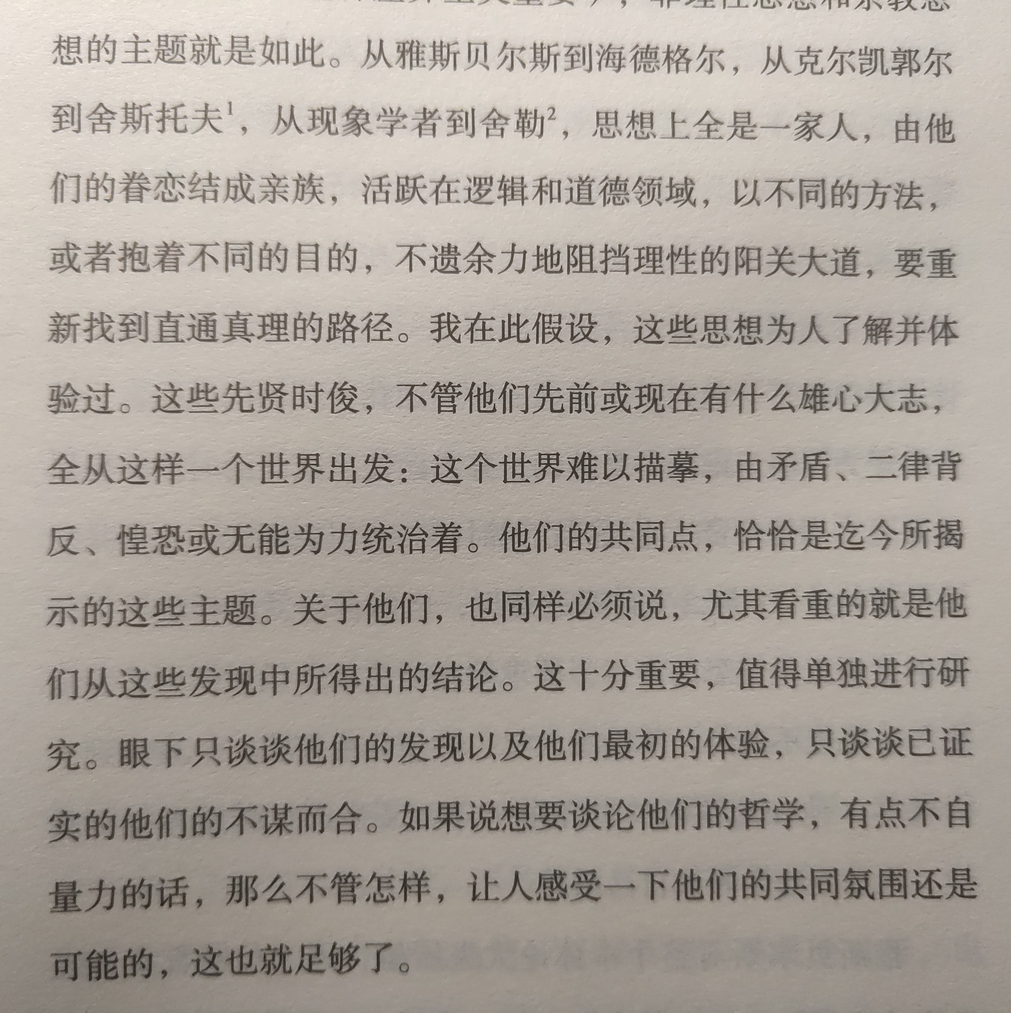 非理性思想和宗教思
想的主题就是如此。从雅斯贝尔斯到海德格尔，从克尔凯郭尔
到舍斯托夫1，从现象学者到舍勒2，思想上全是一家人，由他
们的眷恋结成亲族，活跃在逻辑和道德领域，以不同的方法，
或者抱着不同的目的，不遗余力地阻挡理性的阳关大道，要重
新找到直通真理的路径。我在此假设，这些思想为人了解并体
验过。这些先贤时俊，不管他们先前或现在有什么雄心大志，
全从这样一个世界出发：这个世界难以描摹，由矛盾、二律背
反、惶恐或无能为力统治着。他们的共同点，恰恰是迄今所揭
示的这些主题。关于他们，也同样必须说，尤其看重的就是他
们从这些发现中所得出的结论。这十分重要，值得单独进行研
究。眼下只谈谈他们的发现以及他们最初的体验，只谈谈已证
实的他们的不谋而合。如果说想要谈论他们的哲学，有点不自
量力的话，那么不管怎样，让人感受一下他们的共同氛围还是
可能的，这也就足够了。